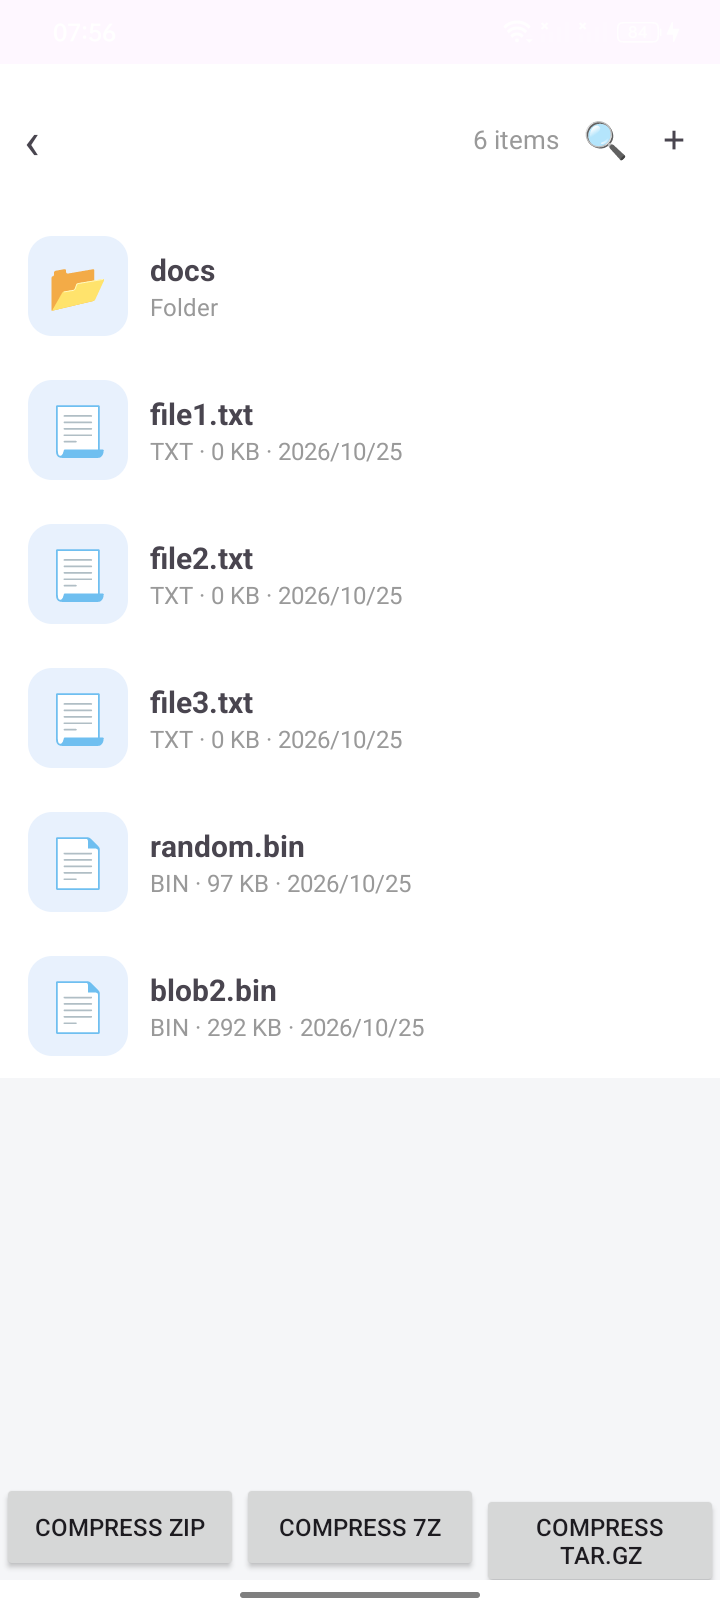 07:56
6 items
docs
Folder
file1.txt
TXT · 0 KB · 2026/10/25
file2.txt
TXT · 0 KB · 2026/10/25
file3.txt
TXT · 0 KB · 2026/10/25
random.bin
BIN · 97 KB · 2026/10/25
blob2.bin
BIN · 292 KB · 2026/10/25
COMPRESS ZIP
COMPRESS 7Z
COMPRESS
TAR.GZ